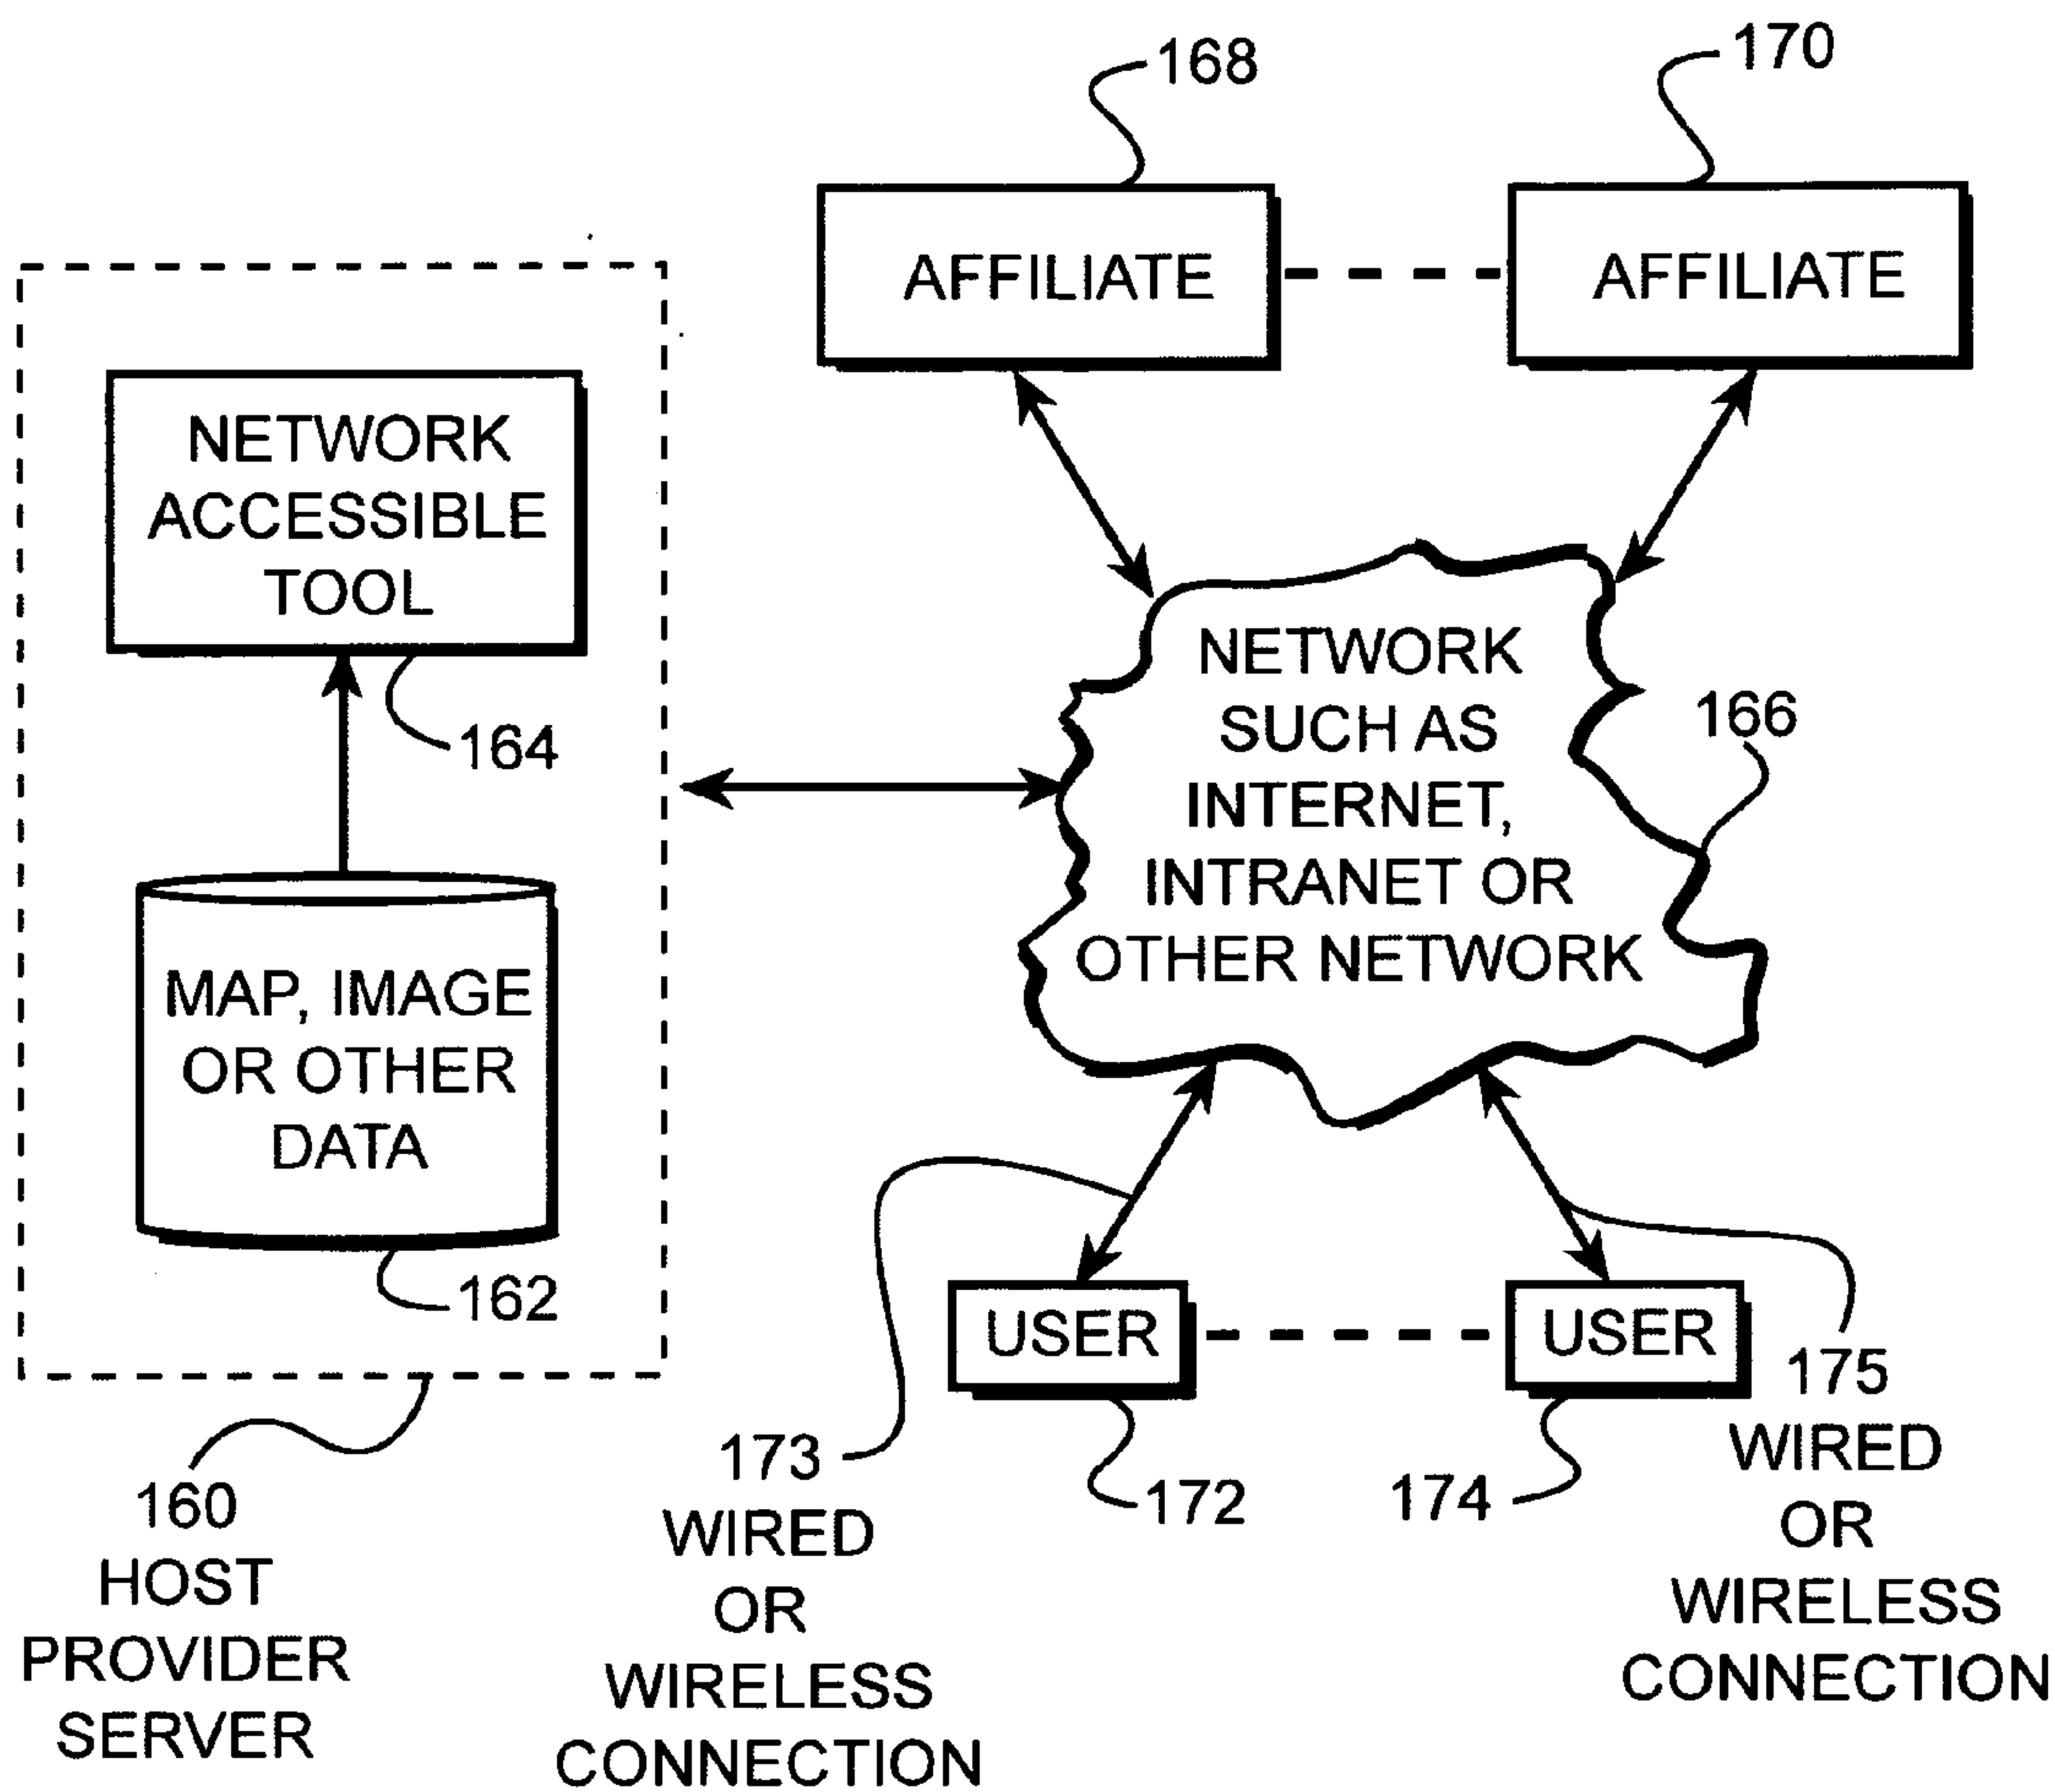 168
170
AFFILIATE
AFFILIATE
NETWORK
ACCESSIBLE
TOOL
164
NETWORK
SUCH AS
INTERNET,
INTRANET OR
OTHER NETWORK
166
MAP, IMAGE
OR OTHER
DATA
162
USER
USER
160
HOST
PROVIDER
SERVER
173
WIRED
OR
WIRELESS
CONNECTION
172
174
175
WIRED
OR
WIRELESS
CONNECTION